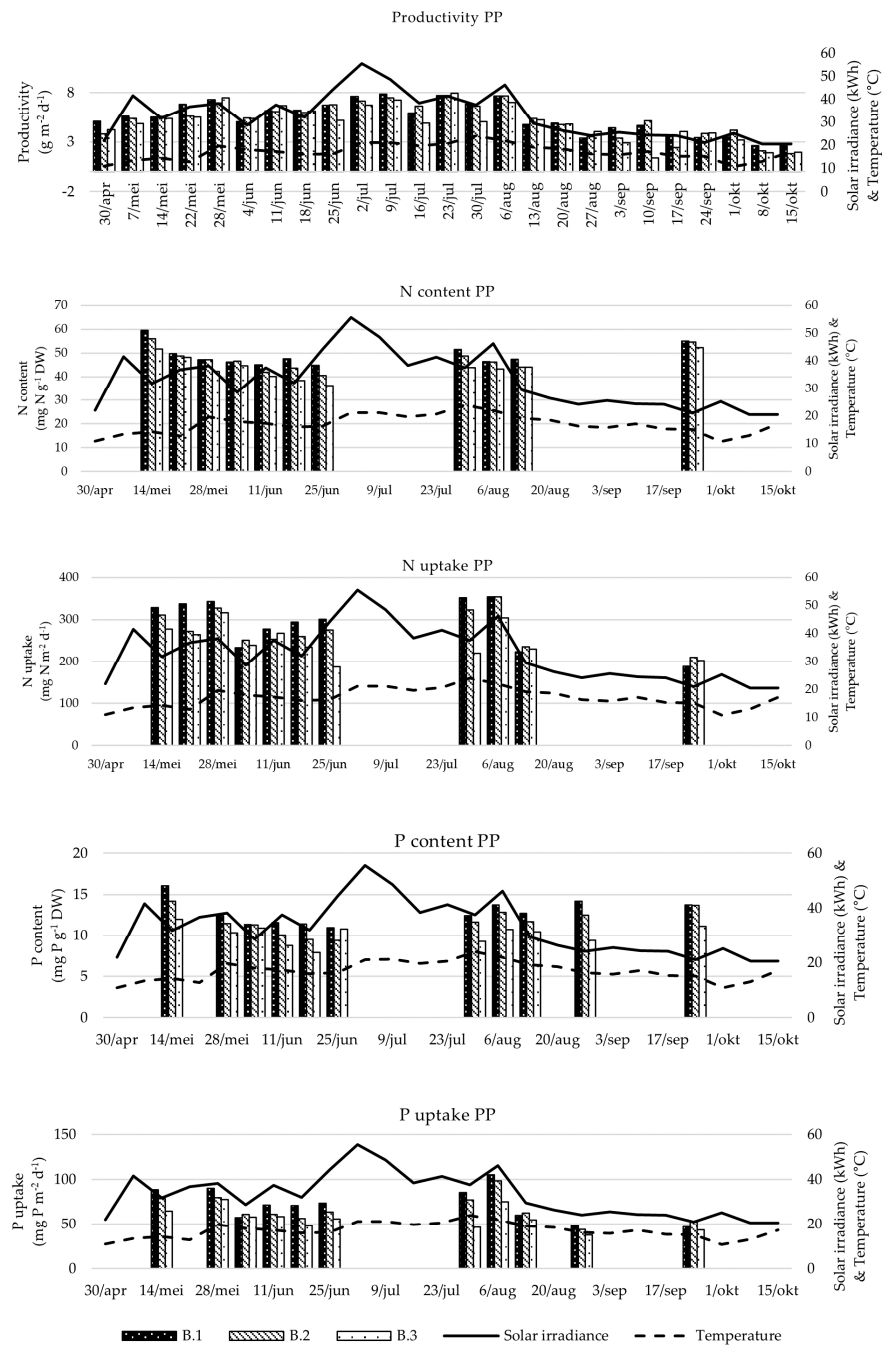 Productivity PP
Productivity
(g m-2 d-1)
8
3
-2
60
50
40
30
20
10
0
Solar irradiance (kWh)
& Temperature (°C)
30/apr 7/mei 14/mei 22/mei 28/mei 4/jun 11/jun 18/jun 25/jun 2/jul 9/jul 16/jul 23/jul 30/jul 6/aug 13/aug 20/aug 27/aug 3/sep 10/sep 17/sep 24/sep 1/okt 8/okt 15/okt
N content PP
N content
(mg N g-1 DW)
70
60
50
40
30
20
10
0
60
50
40
30
20
10
0
Solar irradiance (kWh) &
Temperature (°C)
30/apr 14/mei 28/mei 11/jun 25/jun 9/jul 23/jul 6/aug 20/aug 3/sep 17/sep 1/okt 15/okt
N uptake PP
N uptake
(mg N m-2 d-1)
400
300
200
100
0
60
50
40
30
20
10
0
Solar irradiance (kWh) &
Temperature (°C)
30/apr 14/mei 28/mei 11/jun 25/jun 9/jul 23/jul 6/aug 20/aug 3/sep 17/sep 1/okt 15/okt
P content PP
P content
(mg P g-1 DW)
20
15
10
5
0
60
40
20
0
Solar irradiance (kWh) &
Temperature (°C)
30/apr 14/mei 28/mei 11/jun 25/jun 9/jul 23/jul 6/aug 20/aug 3/sep 17/sep 1/okt 15/okt
P uptake PP
P uptake
(mg P m-2 d-1)
150
100
50
0
60
40
20
0
Solar irradiance (kWh)
& Temperature (°C)
30/apr 14/mei 28/mei 11/jun 25/jun 9/jul 23/jul 6/aug 20/aug 3/sep 17/sep 1/okt 15/okt
B.1 B.2 B.3 Solar irradiance Temperature